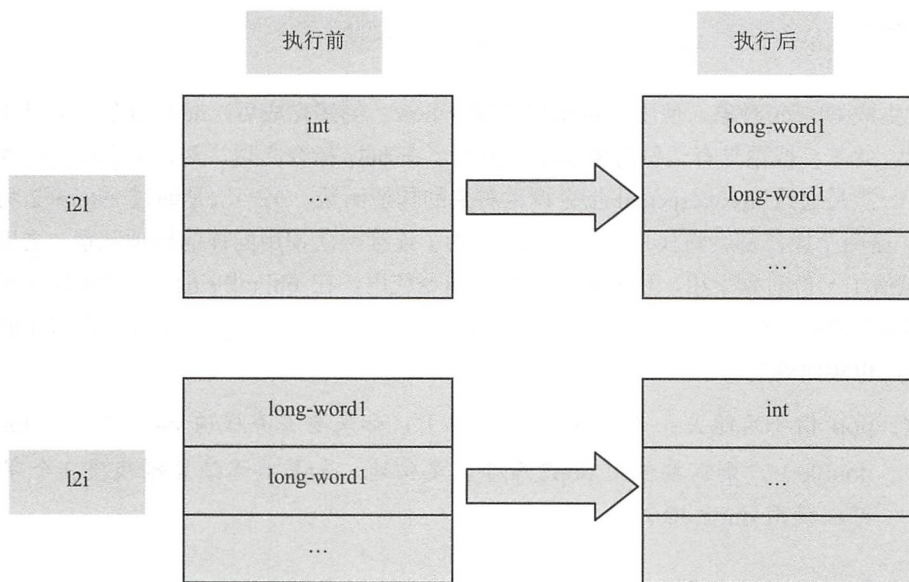 执行前
执行后
i2l
int
…
long-word1
long-word1
…
l2i
long-word1
long-word1
…
int
…